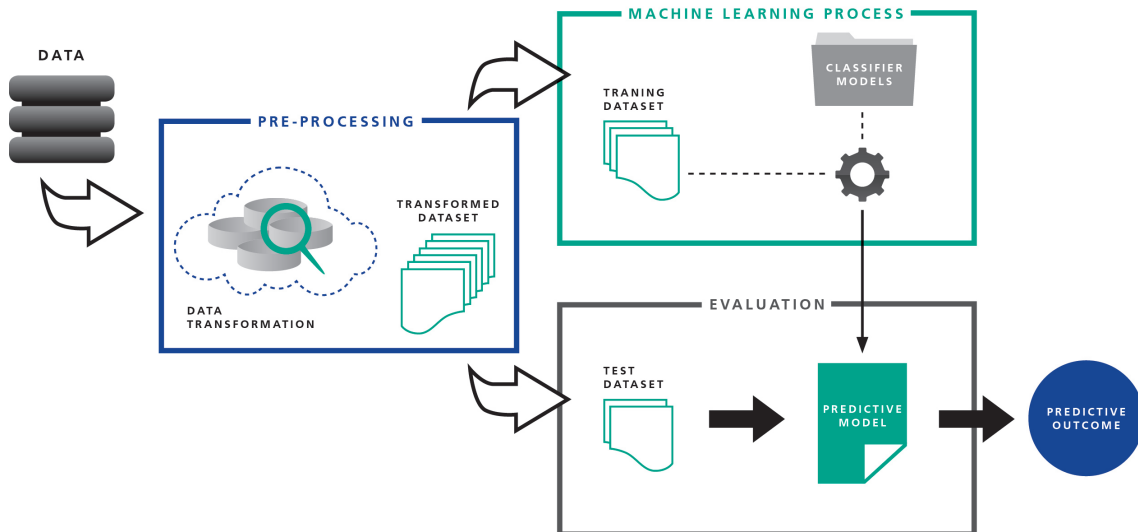 DATA
PRE-PROCESSING
DATA
TRANSFORMATION
TRANSFORMED
DATASET
MACHINE LEARNING PROCESS
TRANING
DATASET
CLASSIFIER
MODELS
EVALUATION
TEST
DATASET
PREDICTIVE
MODEL
PREDICTIVE
OUTCOME